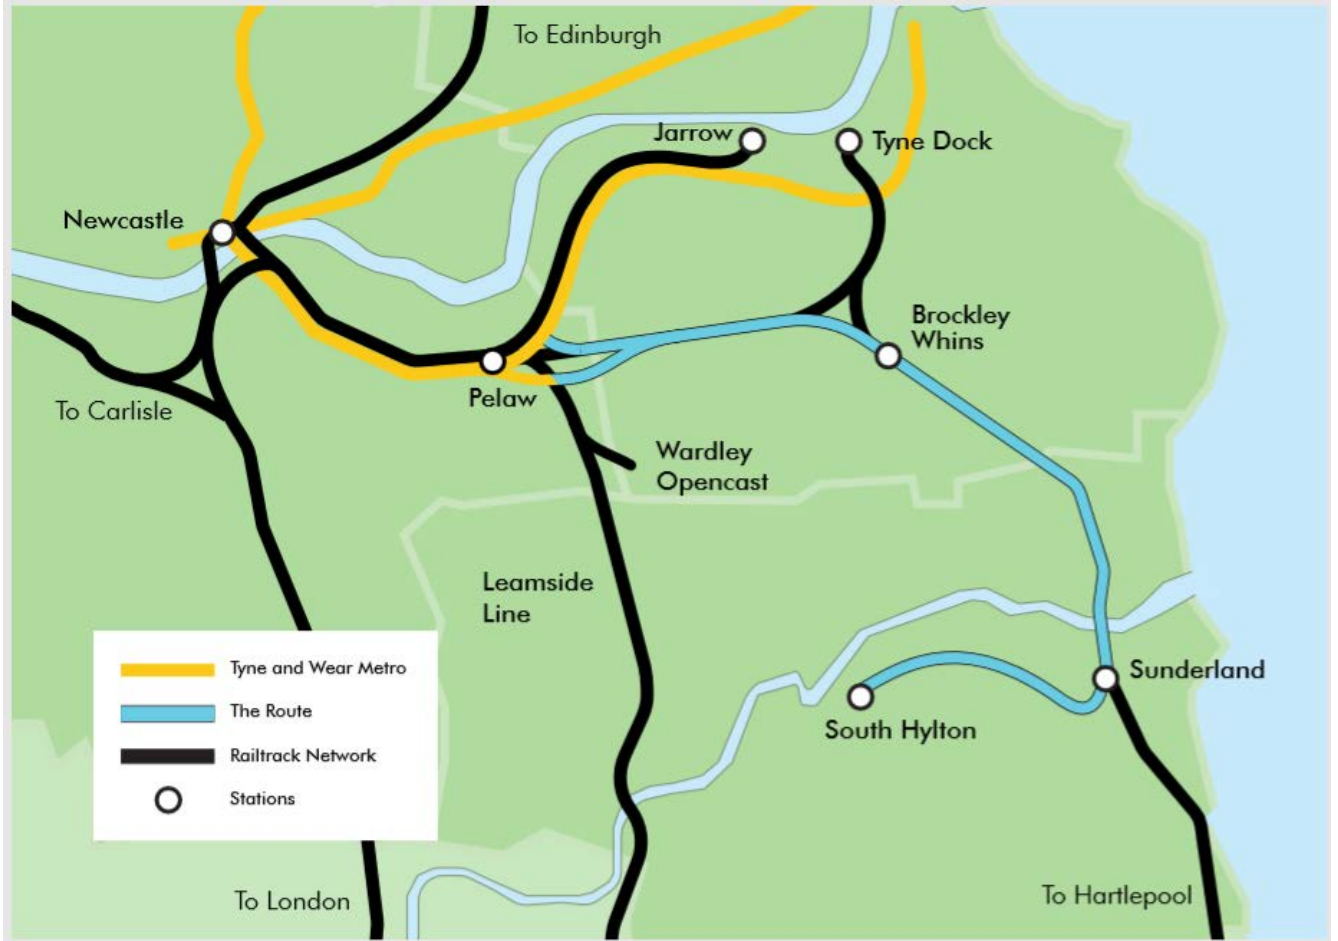 To Edinburgh
Jarrow
Tyne Dock
Newcastle
Brockley
Whins
Pelaw
To Carlisle
Wardley
Opencast
Leamside
Line
Tyne and Wear Metro
The Route
Railtrack Network
Stations
Sunderland
South Hylton
To London
To Hartlepool